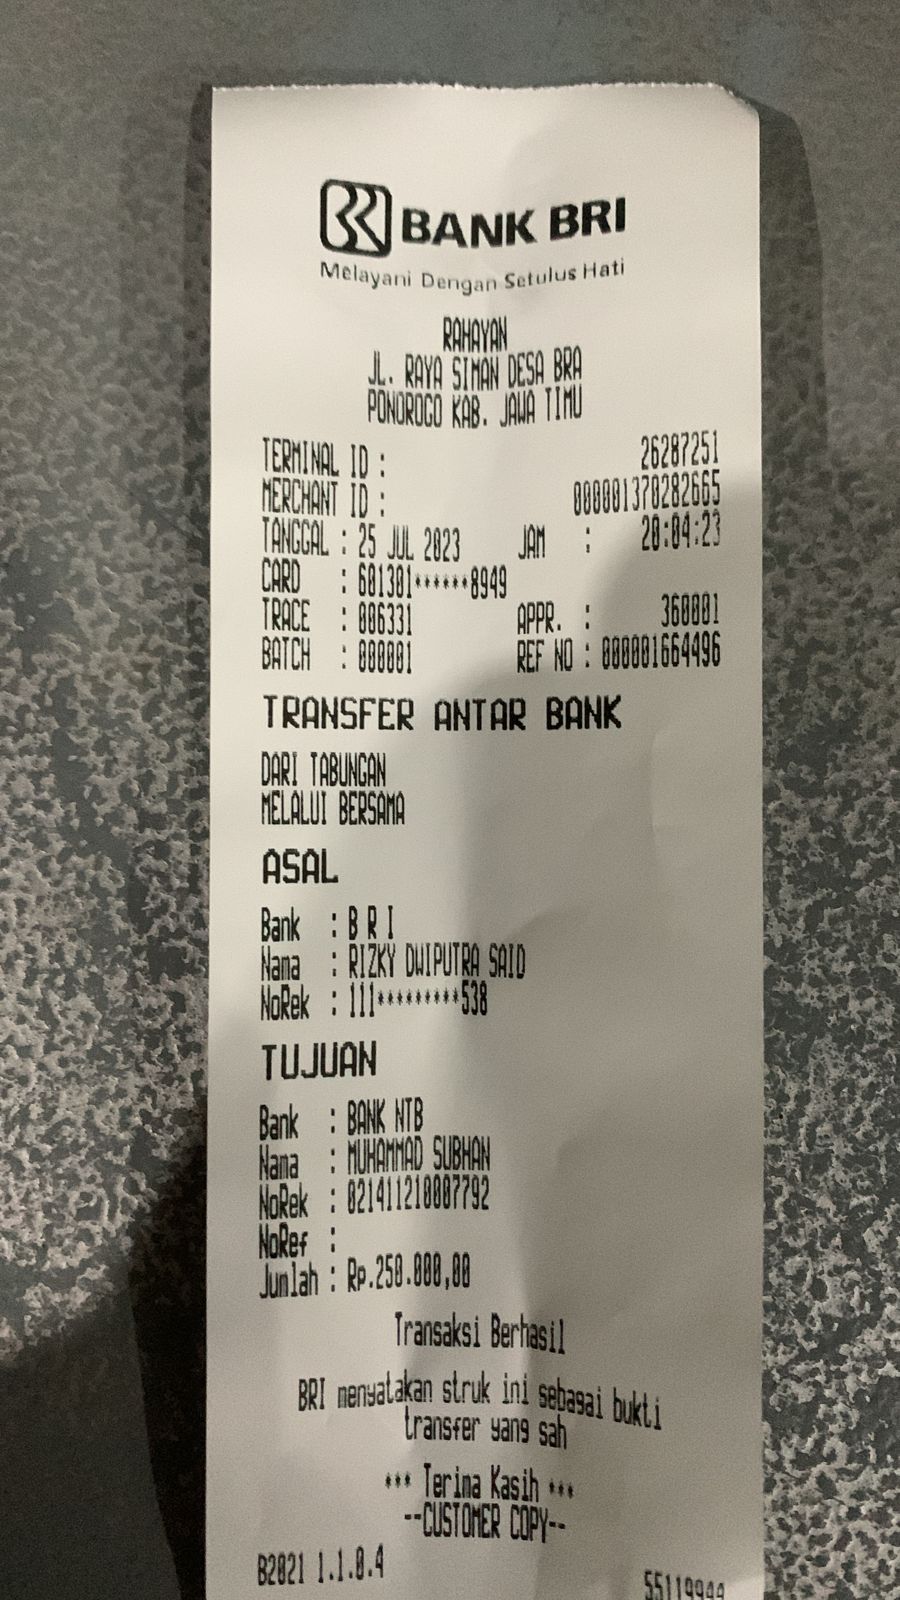 BANK BRI
Melayani Dengan Setulus Hati
RAHAYAN
JL. RAYA SIMAN DESA BRA
PONOROGO KAB. JAWA TIMU
TERMINAL ID : 26287251
MERCHANT ID : 000001370282665
TANGGAL : 25 JUL 2023 JAM : 20:04:23
CARD : 601301******8949
TRACE : 006331 APPR. : 360001
BATCH : 000001 REF NO : 000001664496
TRANSFER ANTAR BANK
DARI TABUNGAN
MELALUI BERSAMA
ASAL
Bank : B R I
Nama : RIZKY DWIPUTRA SAID
NoRek : 111*********538
TUJUAN
Bank : BANK NTB
Nama : MUHAMMAD SUBHAN
NoRek : 021411210007792
NoRef :
Jumlah : Rp.250.000,00
Transaksi Berhasil
BRI menyatakan struk ini sebagai bukti
transfer yang sah
*** Terima Kasih ***
--CUSTOMER COPY--
B2021 1.1.0.4